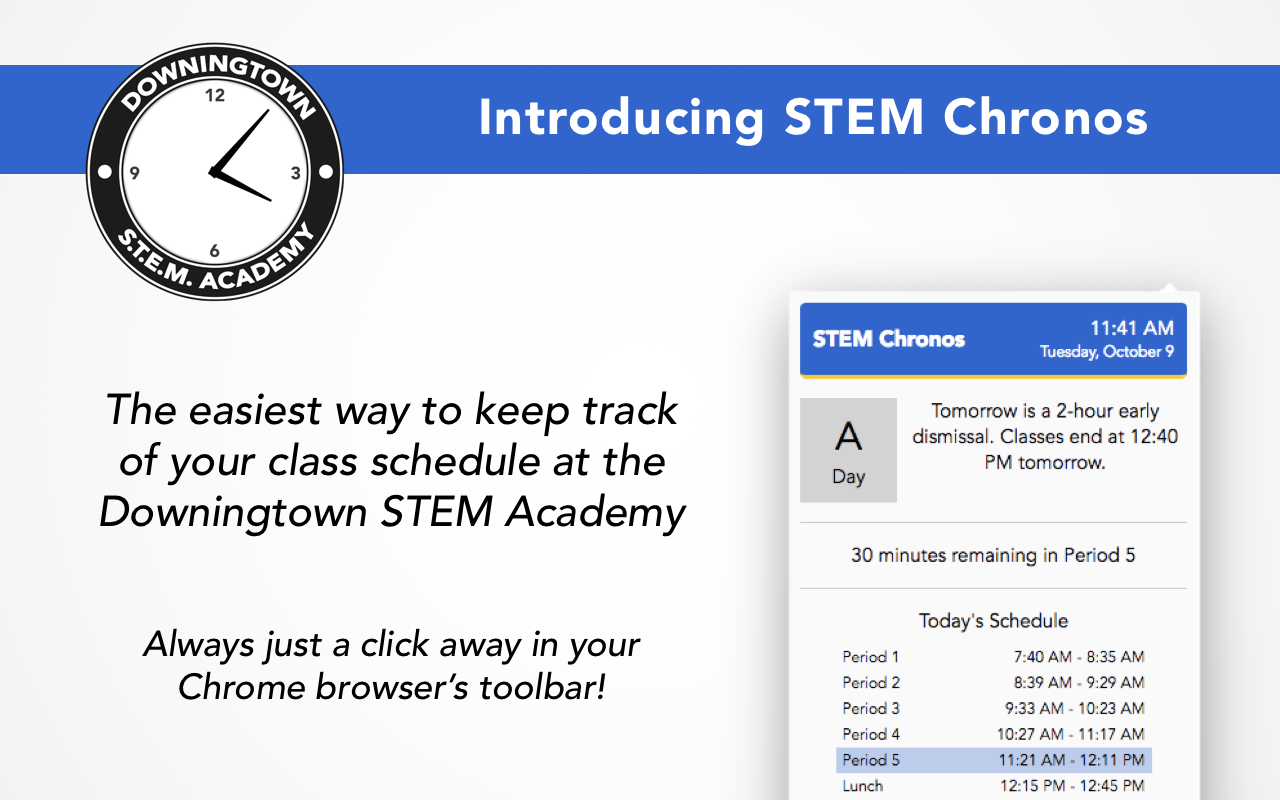 DOWNINGTOWN
12
9
3
6
S.T.E.M. ACADEMY
Introducing STEM Chronos
The easiest way to keep track
of your class schedule at the
Downingtown STEM Academy
Always just a click away in your
Chrome browser’s toolbar!
STEM Chronos
11:41 AM
Tuesday, October 9
A
Day
Tomorrow is a 2-hour early
dismissal. Classes end at 12:40
PM tomorrow.
30 minutes remaining in Period 5
Today's Schedule
Period 1 7:40 AM - 8:35 AM
Period 2 8:39 AM - 9:29 AM
Period 3 9:33 AM - 10:23 AM
Period 4 10:27 AM - 11:17 AM
Period 5 11:21 AM - 12:11 PM
Lunch 12:15 PM - 12:45 PM